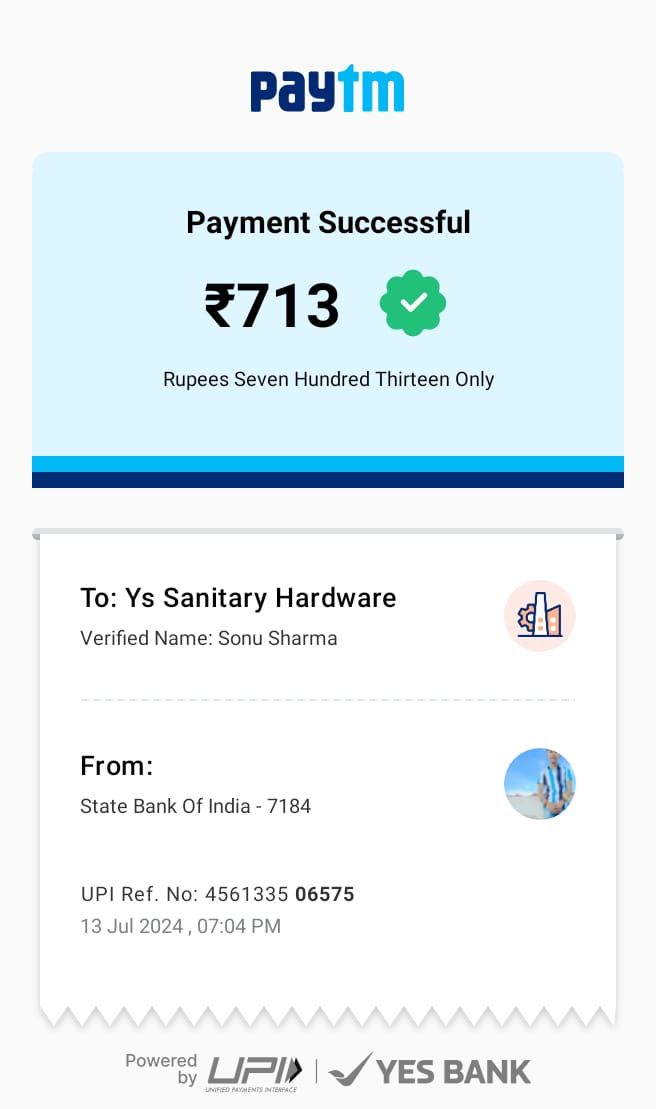 paytm
Payment Successful
₹713
Rupees Seven Hundred Thirteen Only
To: Ys Sanitary Hardware
Verified Name: Sonu Sharma
From:
State Bank Of India - 7184
UPI Ref. No: 4561335 06575
13 Jul 2024 , 07:04 PM
Powered by UPI UNIFIED PAYMENTS INTERFACE | YES BANK